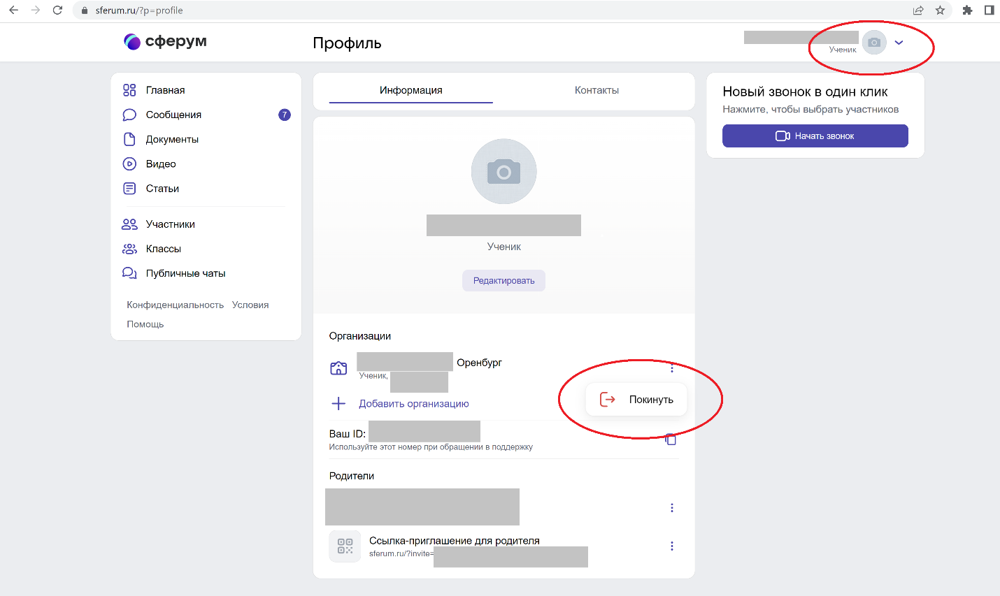 sferum.ru/?p=profile
сферум
Профиль
Ученик
Главная
Сообщения
7
Документы
Видео
Статьи
Участники
Классы
Публичные чаты
Конфиденциальность Условия
Помощь
Информация
Контакты
Ученик
Редактировать
Организации
Оренбург
Ученик,
Покинуть
Добавить организацию
Ваш ID:
Используйте этот номер при обращении в поддержку
Родители
Ссылка-приглашение для родителя
sferum.ru/?invite=
Новый звонок в один клик
Нажмите, чтобы выбрать участников
Начать звонок